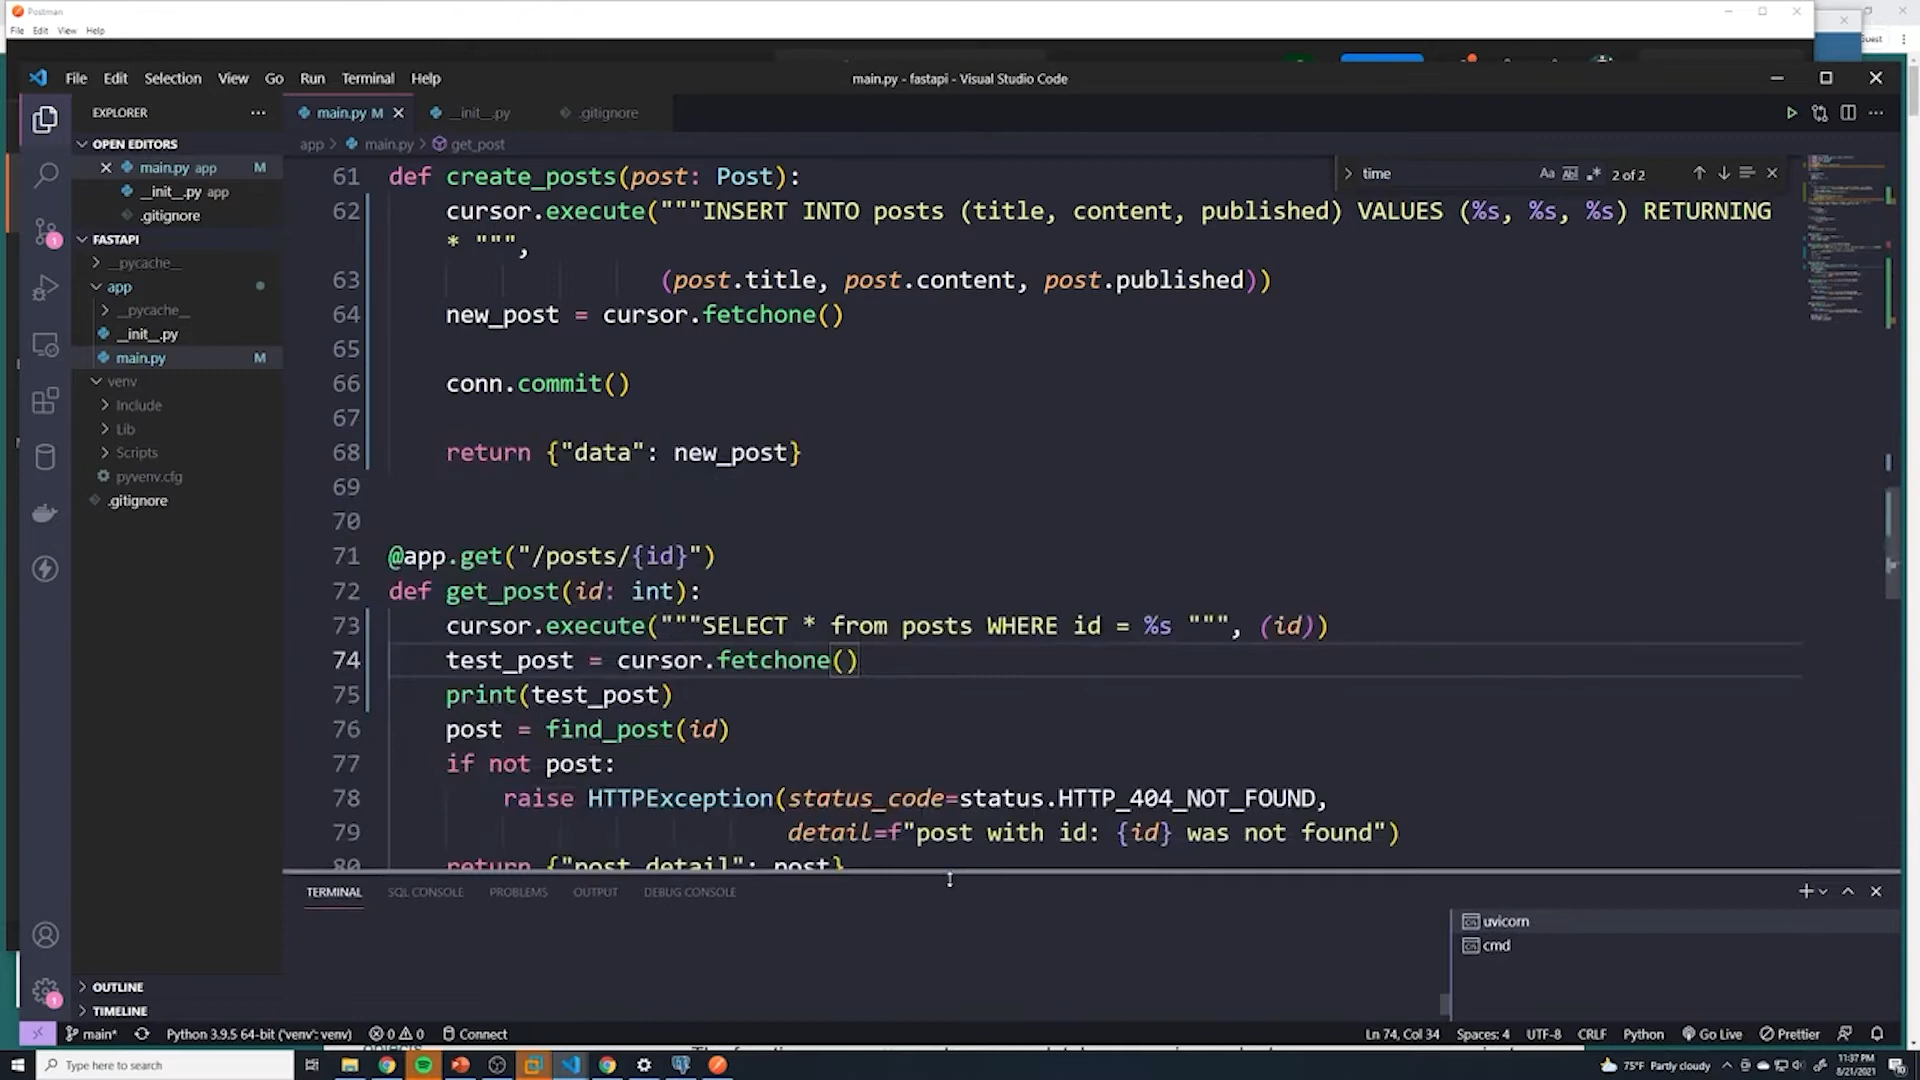 Postman
File Edit View Help
File Edit Selection View Go Run Terminal Help
main.py - fastapi - Visual Studio Code
EXPLORER
main.py M
__init__.py
.gitignore
OPEN EDITORS
main.py app M
__init__.py app
.gitignore
FASTAPI
__pycache__
app
__pycache__
__init__.py
main.py M
venv
Include
Lib
Scripts
pyvenv.cfg
.gitignore
OUTLINE
TIMELINE
app > main.py > get_post
time
Aa Abl .* 2 of 2
61 def create_posts(post: Post):
62 cursor.execute("""INSERT INTO posts (title, content, published) VALUES (%s, %s, %s) RETURNING
* """,
63 (post.title, post.content, post.published))
64 new_post = cursor.fetchone()
65
66 conn.commit()
67
68 return {"data": new_post}
69
70
71 @app.get("/posts/{id}")
72 def get_post(id: int):
73 cursor.execute("""SELECT * from posts WHERE id = %s """, (id))
74 test_post = cursor.fetchone()
75 print(test_post)
76 post = find_post(id)
77 if not post:
78 raise HTTPException(status_code=status.HTTP_404_NOT_FOUND,
79 detail=f"post with id: {id} was not found")
80 return {"post_detail": post}
TERMINAL SQL CONSOLE PROBLEMS OUTPUT DEBUG CONSOLE
uvicorn
cmd
main* Python 3.9.5 64-bit ('venv': venv) 0 0 Connect
Ln 74, Col 34 Spaces: 4 UTF-8 CRLF Python Go Live Prettier
Type here to search
75°F Partly cloudy
11:37 PM
8/21/2021